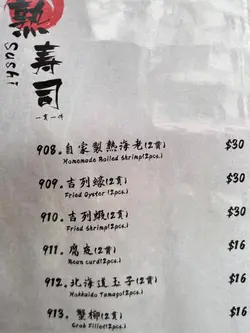 熱
壽
司
Sushi
一貫一件
908. 自家製熱海老(2貫) $30
Homemade Boiled Shrimp(2pcs.)
909. 吉列蠔(2貫) $30
Fried Oyster (2pcs.)
910. 吉列蝦(2貫) $30
Fried Shrimp(2pcs.)
911. 腐皮(2貫) $16
Bean curd(2pcs.)
912. 北海道玉子(2貫) $16
Hokkaido Tamago(2pcs.)
913. 蟹柳(2貫) $16
Crab Fillet(2pcs.)